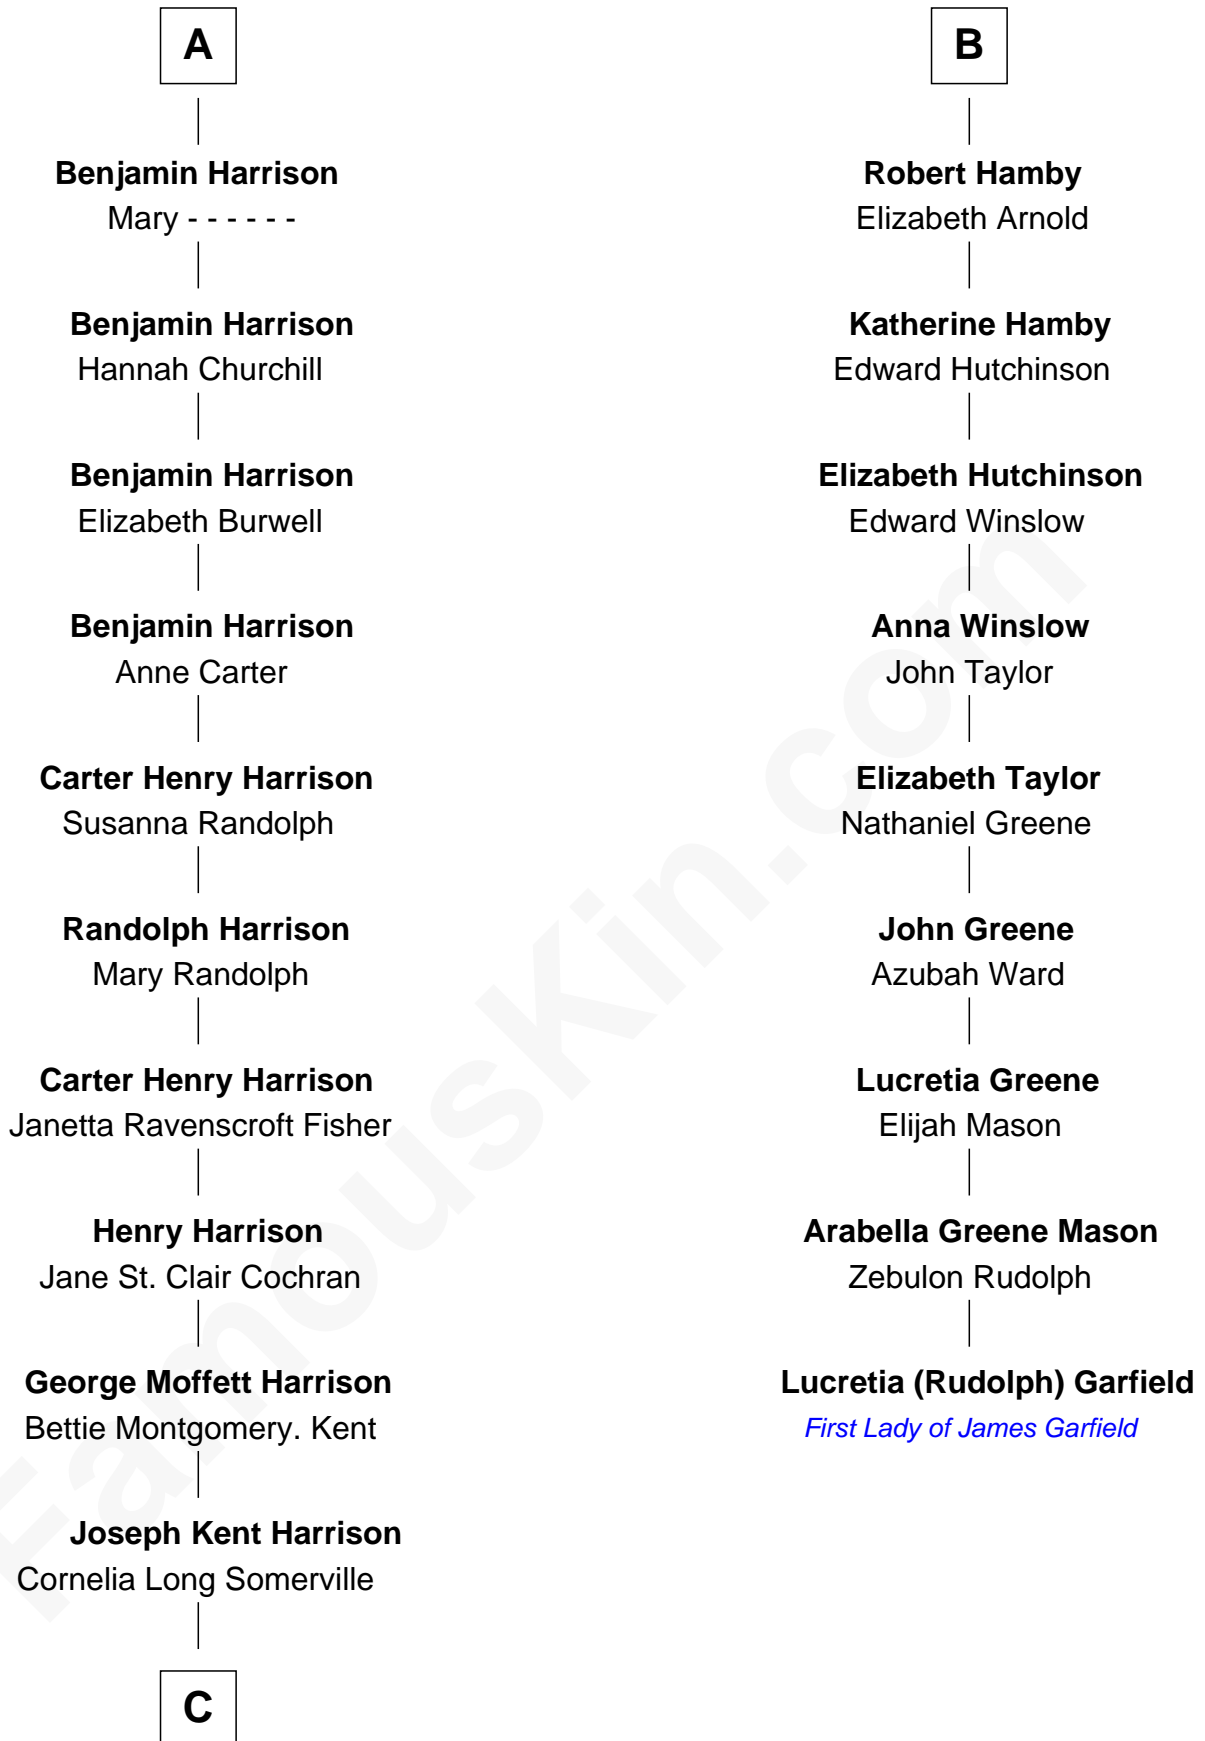 A
Benjamin Harrison
Mary - - - - - -
Benjamin Harrison
Hannah Churchill
Benjamin Harrison
Elizabeth Burwell
Benjamin Harrison
Anne Carter
Carter Henry Harrison
Susanna Randolph
Randolph Harrison
Mary Randolph
Carter Henry Harrison
Janetta Ravenscroft Fisher
Henry Harrison
Jane St. Clair Cochran
George Moffett Harrison
Bettie Montgomery. Kent
Joseph Kent Harrison
Cornelia Long Somerville
C
B
Robert Hamby
Elizabeth Arnold
Katherine Hamby
Edward Hutchinson
Elizabeth Hutchinson
Edward Winslow
Anna Winslow
John Taylor
Elizabeth Taylor
Nathaniel Greene
John Greene
Azubah Ward
Lucretia Greene
Elijah Mason
Arabella Greene Mason
Zebulon Rudolph
Lucretia (Rudolph) Garfield
First Lady of James Garfield
FamousKin.com